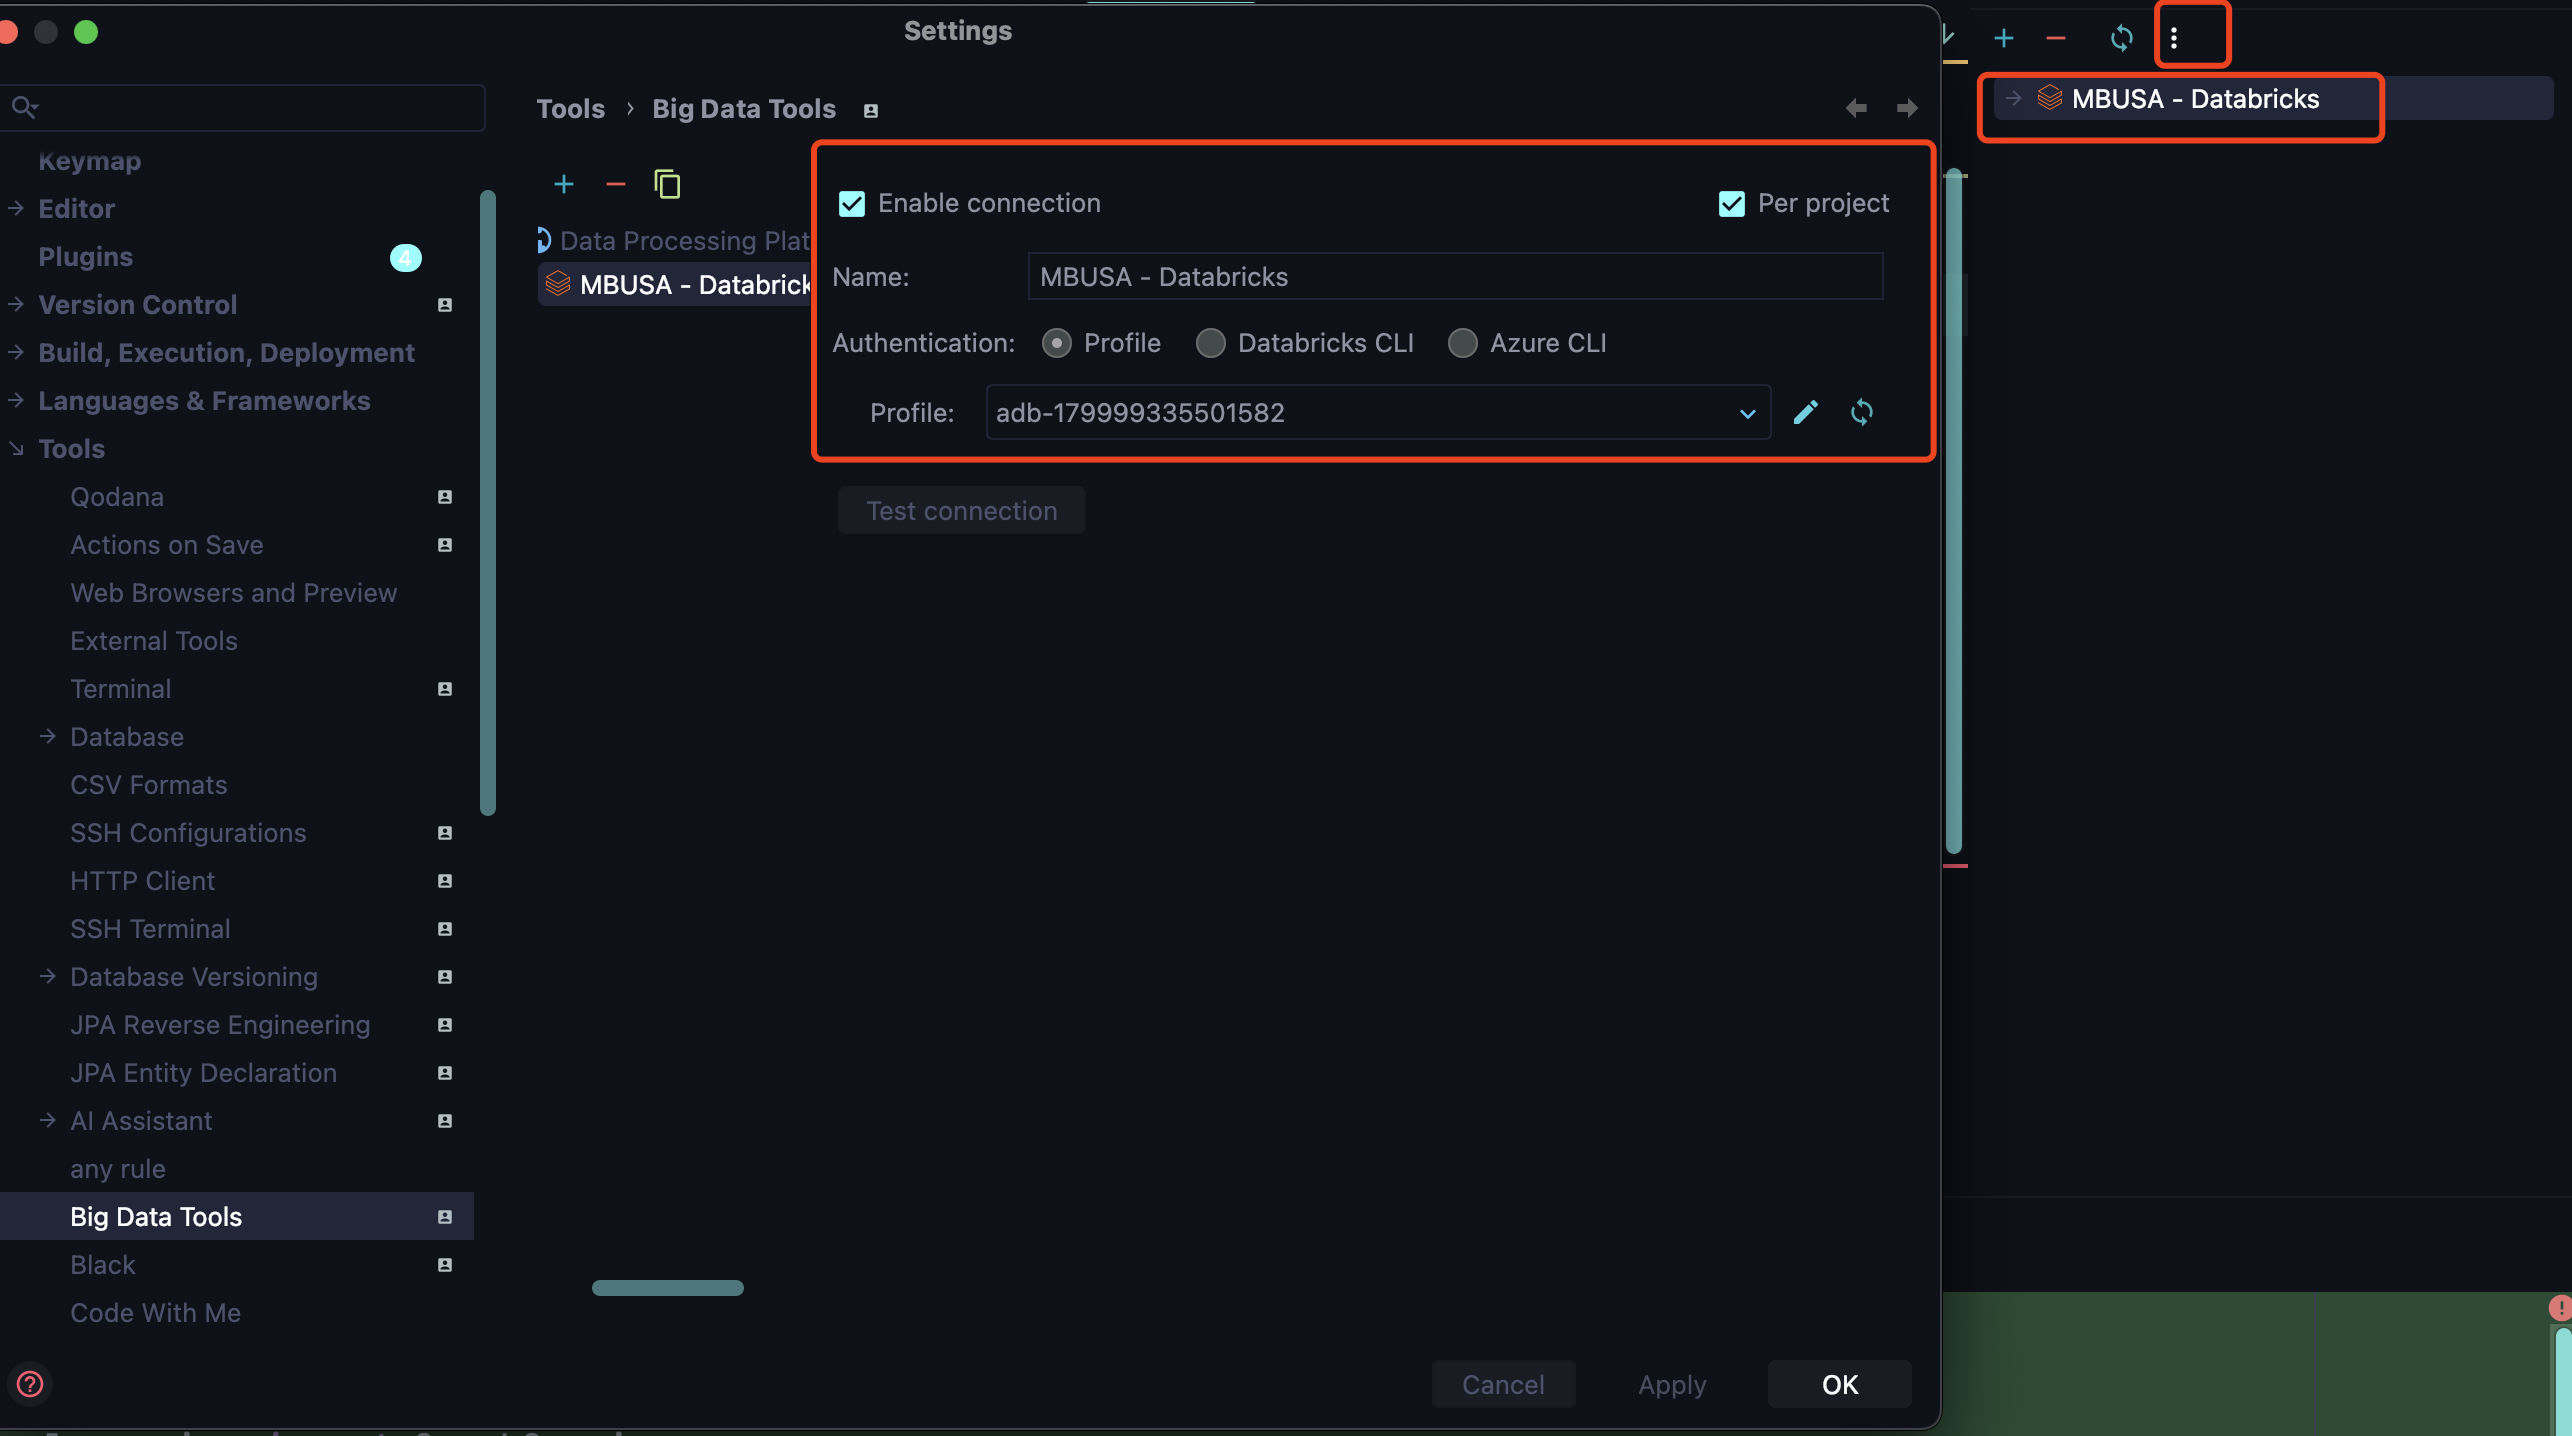 Settings
Tools › Big Data Tools
Keymap
Editor
Plugins
4
Version Control
Build, Execution, Deployment
Languages & Frameworks
Tools
Qodana
Actions on Save
Web Browsers and Preview
External Tools
Terminal
Database
CSV Formats
SSH Configurations
HTTP Client
SSH Terminal
Database Versioning
JPA Reverse Engineering
JPA Entity Declaration
AI Assistant
any rule
Big Data Tools
Black
Code With Me
Data Processing Plat
MBUSA - Databrick
Enable connection
Per project
Name: MBUSA - Databricks
Authentication: Profile Databricks CLI Azure CLI
Profile: adb-179999335501582
Test connection
Cancel Apply OK
MBUSA - Databricks